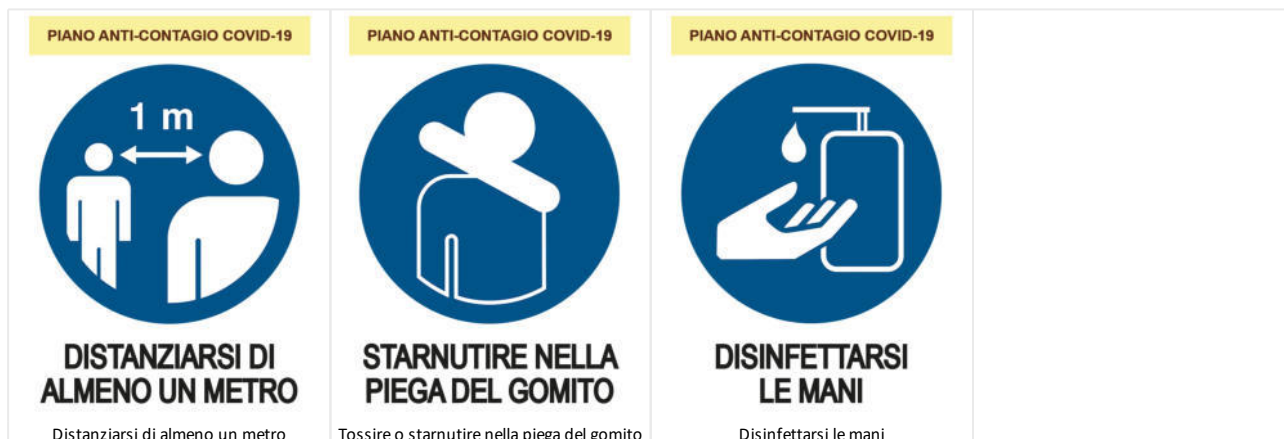 PIANO ANTI-CONTAGIO COVID-19
1 m
DISTANZIARSI DI
ALMENO UN METRO
Distanziarsi di almeno un metro
PIANO ANTI-CONTAGIO COVID-19
STARNUTIRE NELLA
PIEGA DEL GOMITO
Tossire o starnutire nella piega del gomito
PIANO ANTI-CONTAGIO COVID-19
DISINFETTARSI
LE MANI
Disinfettarsi le mani